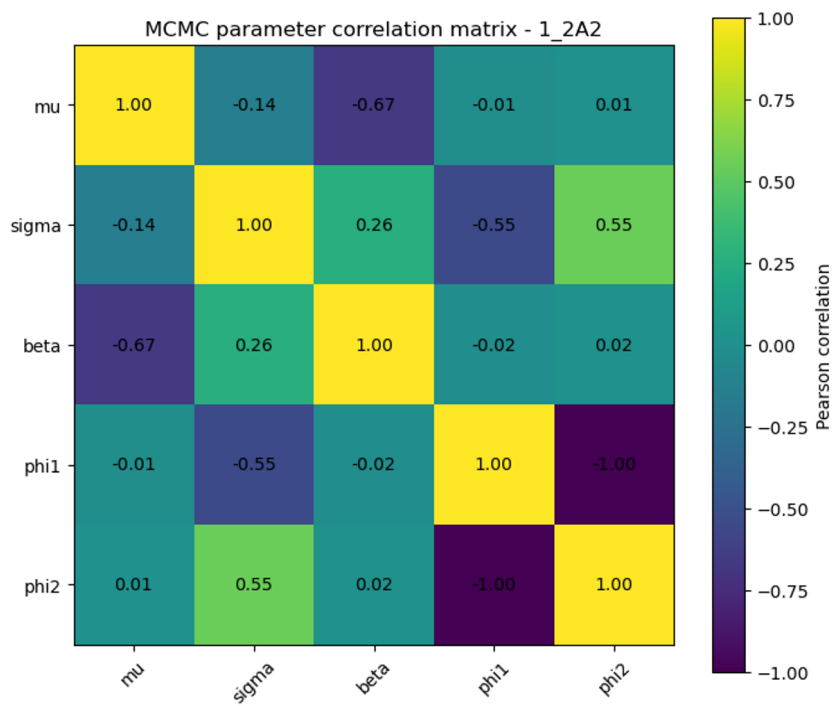 MCMC parameter correlation matrix - 1_2A2
mu 1.00 -0.14 -0.67 -0.01 0.01
sigma -0.14 1.00 0.26 -0.55 0.55
beta -0.67 0.26 1.00 -0.02 0.02
phi1 -0.01 -0.55 -0.02 1.00 -1.00
phi2 0.01 0.55 0.02 -1.00 1.00
mu sigma beta phi1 phi2
1.00
0.75
0.50
0.25
0.00
−0.25
−0.50
−0.75
−1.00
Pearson correlation